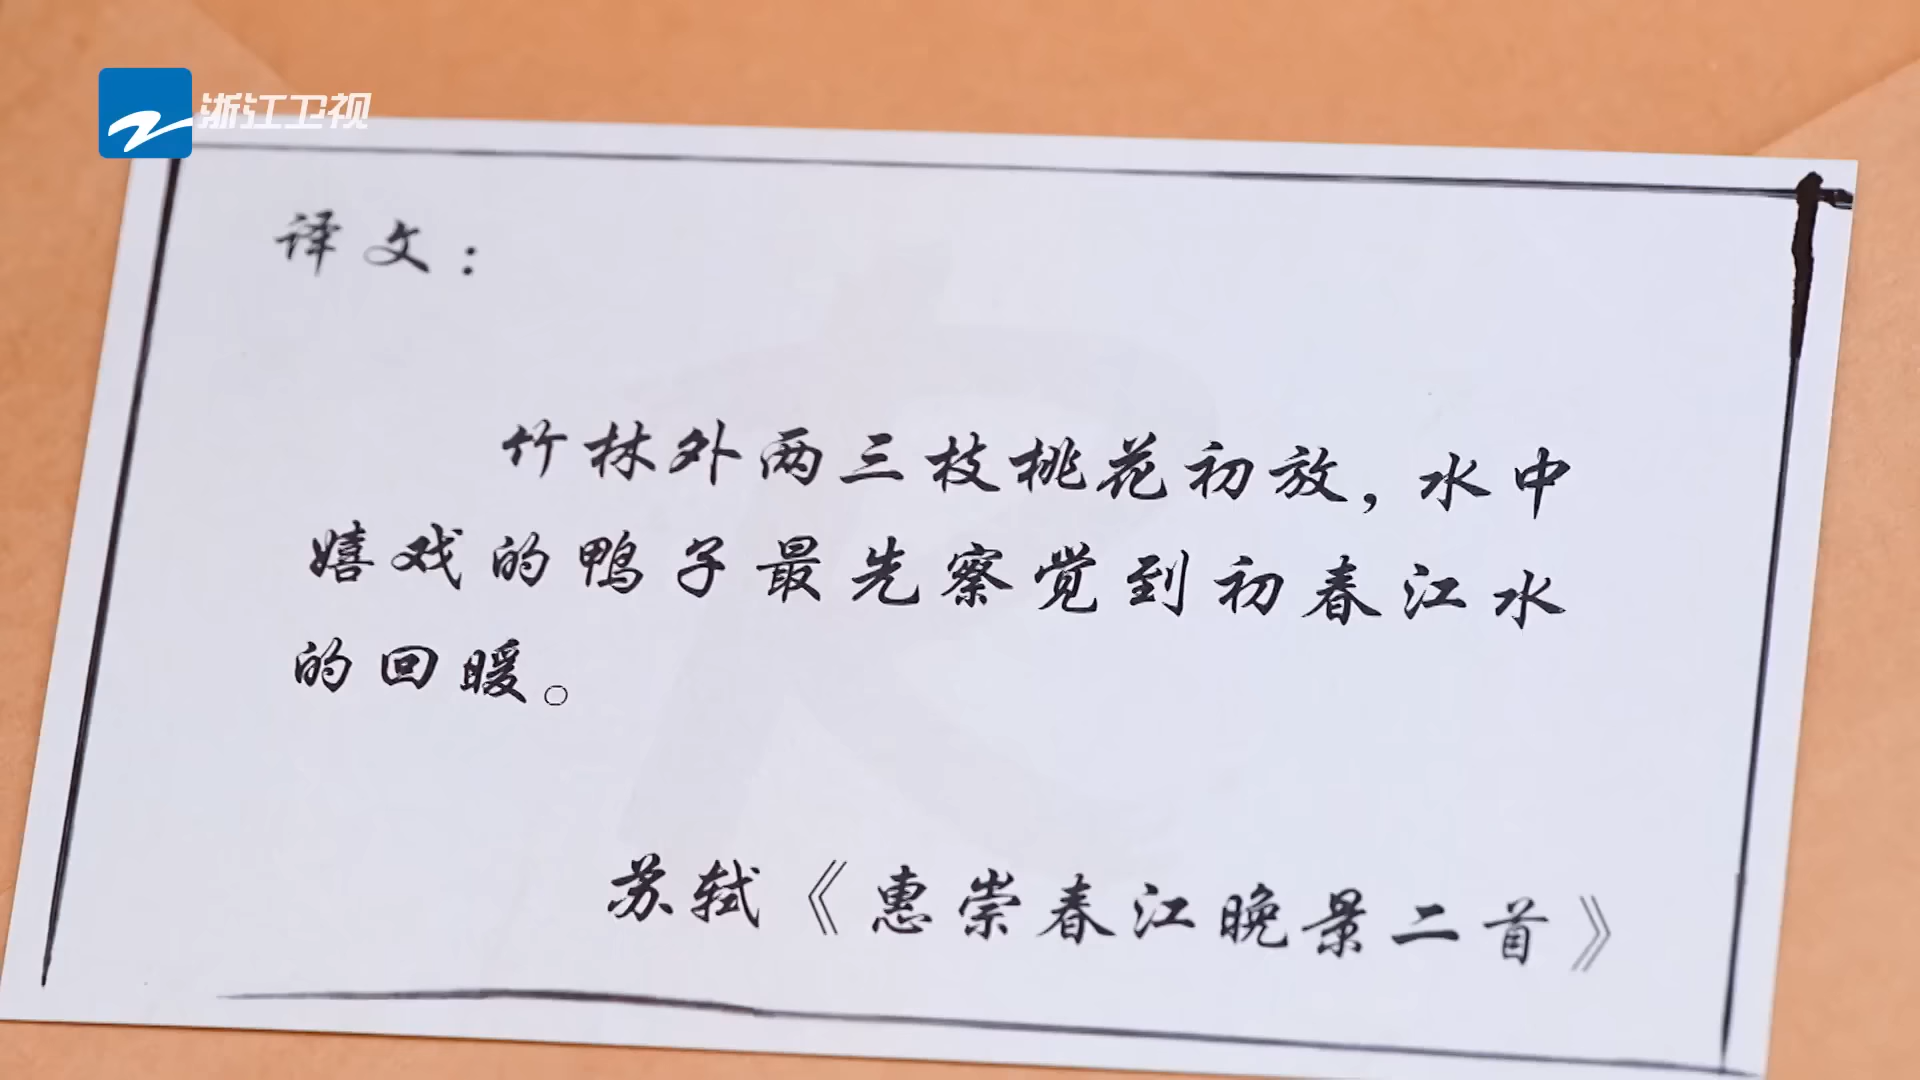 浙江卫视
译文：
竹林外两三枝桃花初放，水中
嬉戏的鸭子最先察觉到初春江水
的回暖。
苏轼《惠崇春江晚景二首》